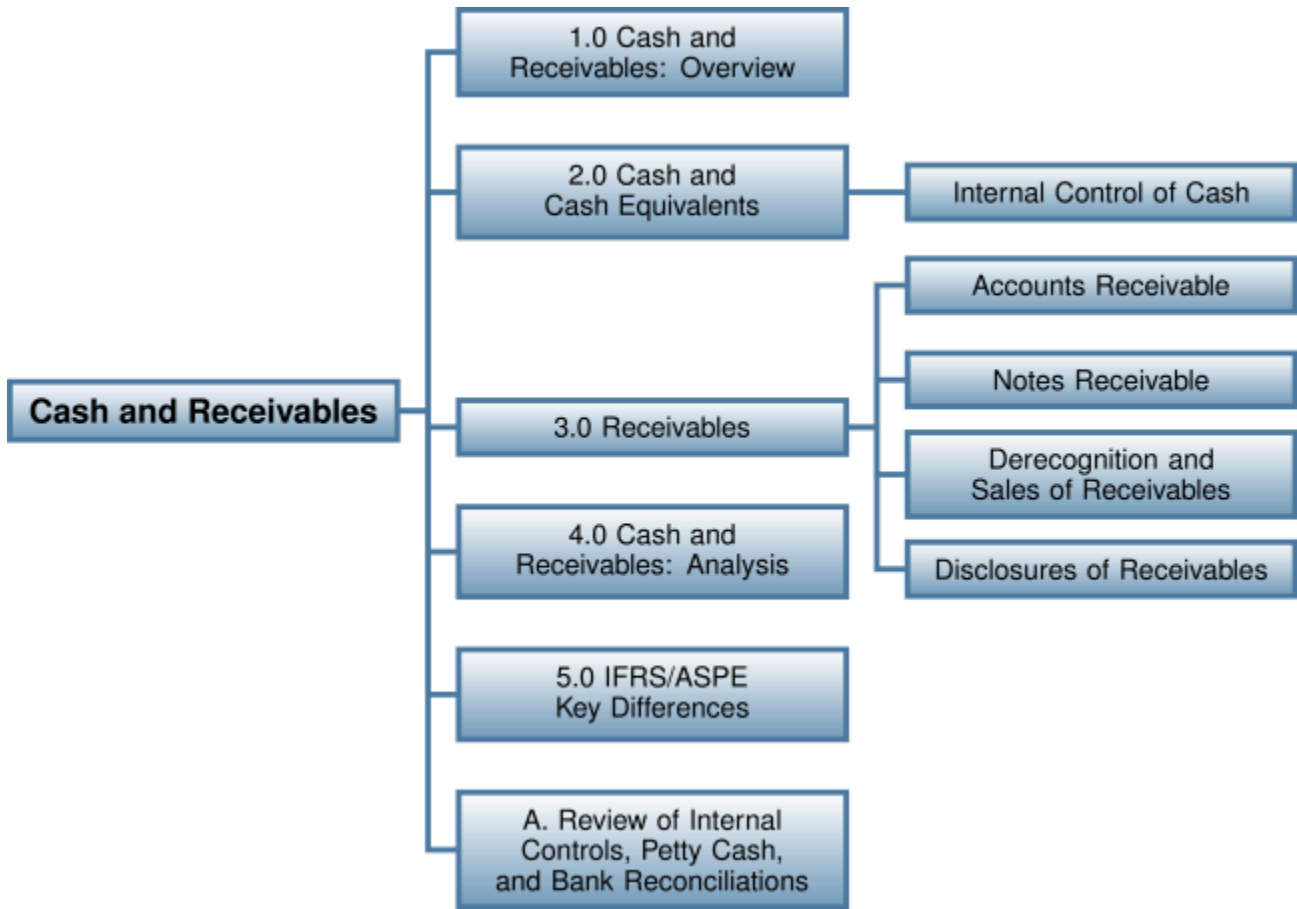 Cash and Receivables
1.0 Cash and
Receivables: Overview
2.0 Cash and
Cash Equivalents
Internal Control of Cash
3.0 Receivables
Accounts Receivable
Notes Receivable
Derecognition and
Sales of Receivables
Disclosures of Receivables
4.0 Cash and
Receivables: Analysis
5.0 IFRS/ASPE
Key Differences
A. Review of Internal
Controls, Petty Cash,
and Bank Reconciliations